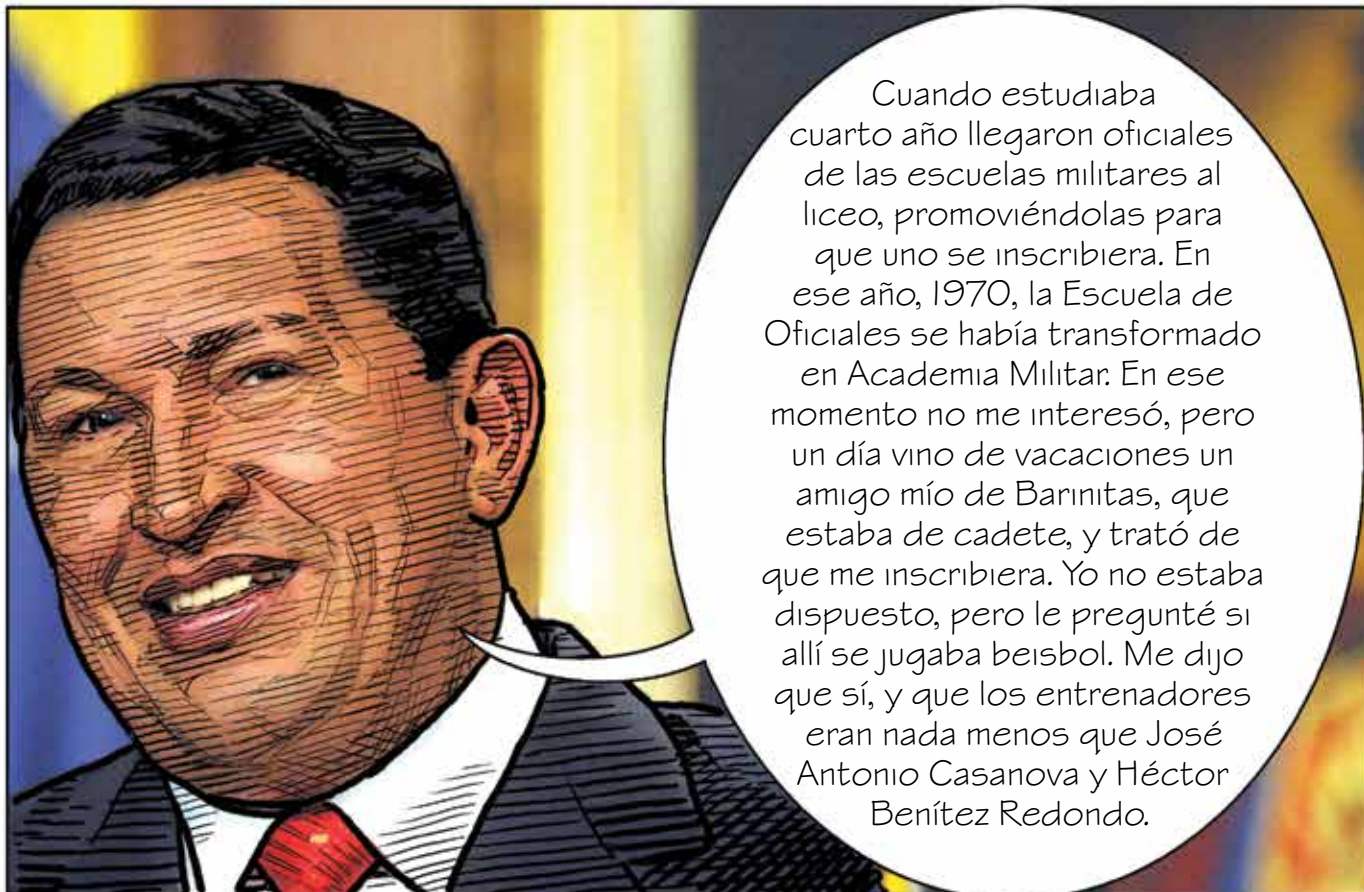 Cuando estudiaba
cuarto año llegaron oficiales
de las escuelas militares al
liceo, promoviéndolas para
que uno se inscribiera. En
ese año, 1970, la Escuela de
Oficiales se había transformado
en Academia Militar. En ese
momento no me interesó, pero
un día vino de vacaciones un
amigo mío de Barinitas, que
estaba de cadete, y trató de
que me inscribiera. Yo no estaba
dispuesto, pero le pregunté si
allí se jugaba beisbol. Me dijo
que sí, y que los entrenadores
eran nada menos que José
Antonio Casanova y Héctor
Benítez Redondo.